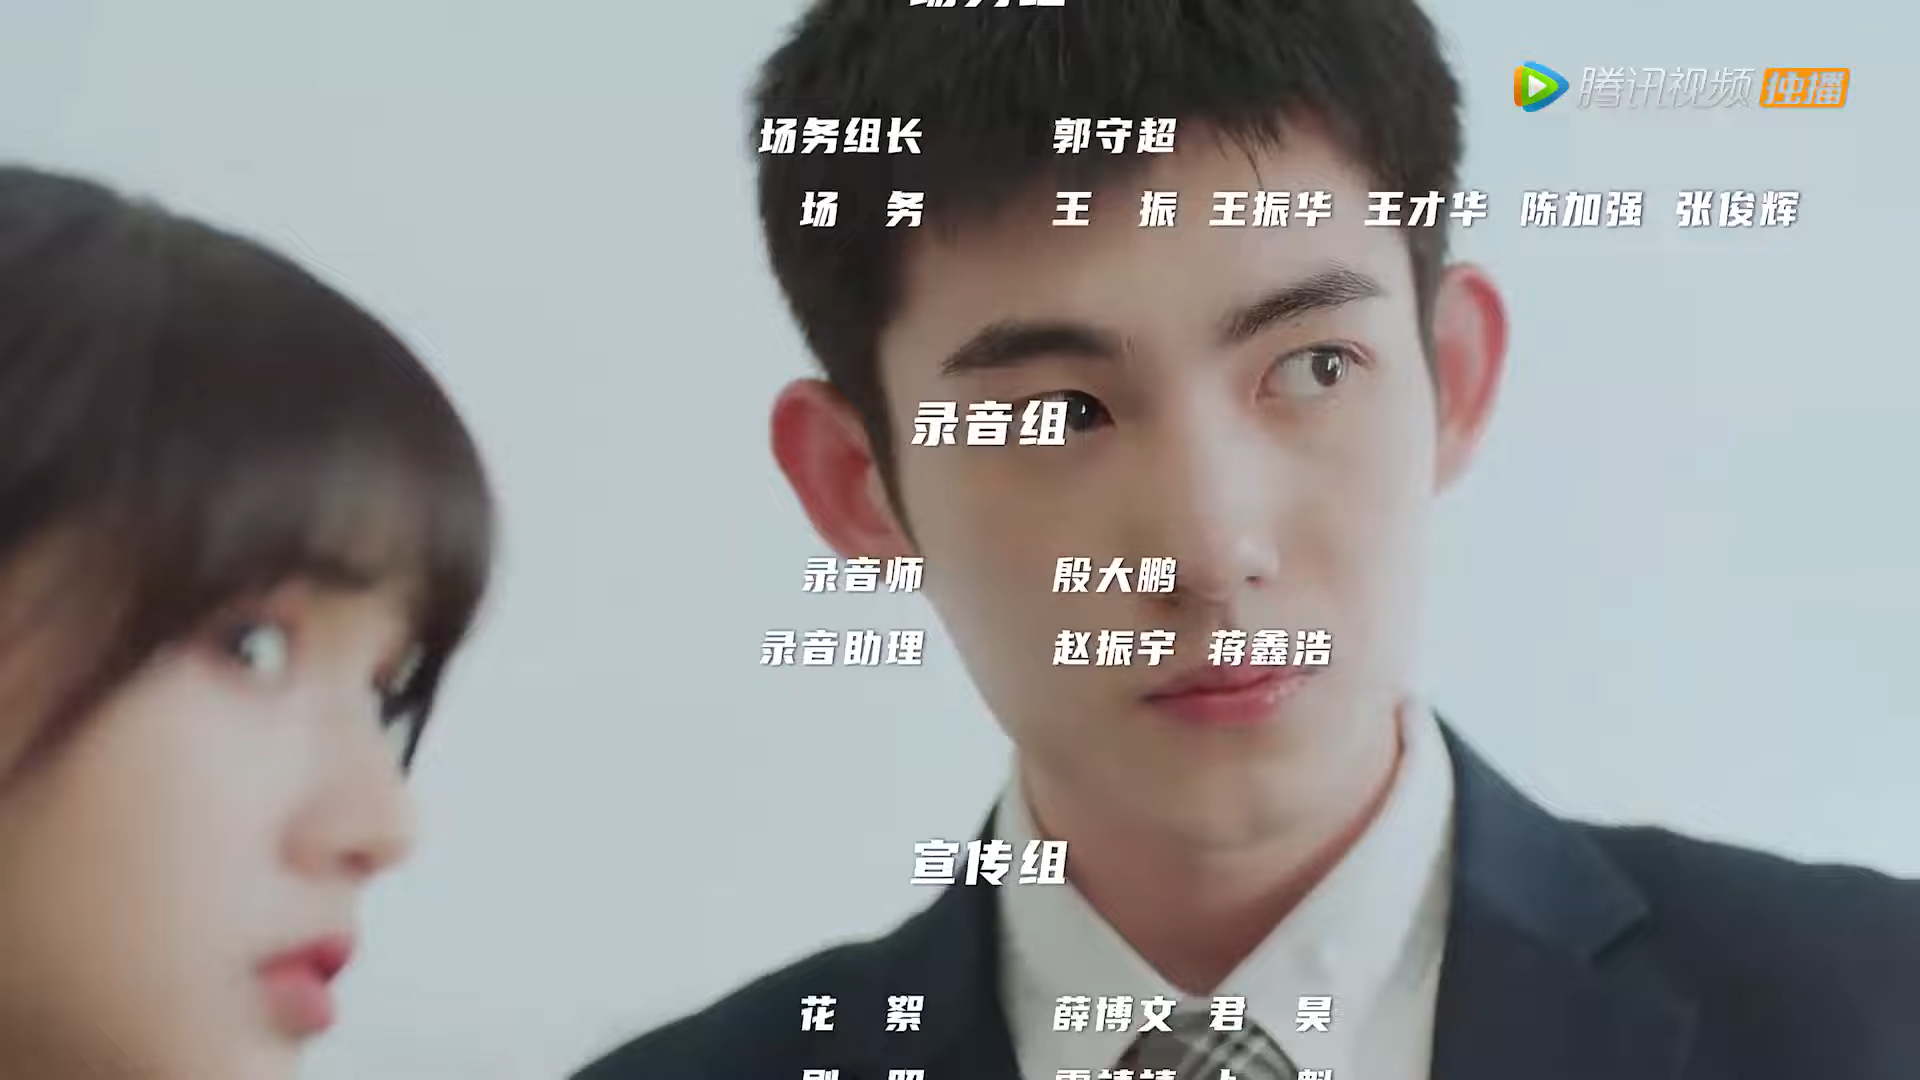 腾讯视频 独播
场务组长 郭守超
场 务 王 振 王振华 王才华 陈加强 张俊辉
录音组
录音师 殷大鹏
录音助理 赵振宇 蒋鑫浩
宣传组
花 絮 薛博文 君 昊